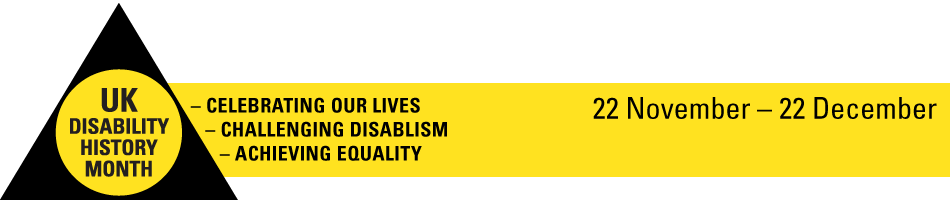 UK
DISABILITY
HISTORY
MONTH
– CELEBRATING OUR LIVES
– CHALLENGING DISABLISM
– ACHIEVING EQUALITY
22 November – 22 December